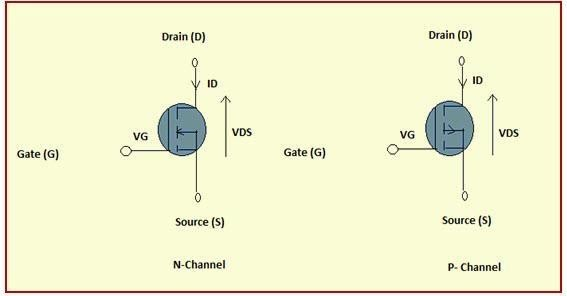 Drain (D)
ID
VG
VDS
Gate (G)
Source (S)
N-Channel
Drain (D)
ID
VG
VDS
Gate (G)
Source (S)
P- Channel